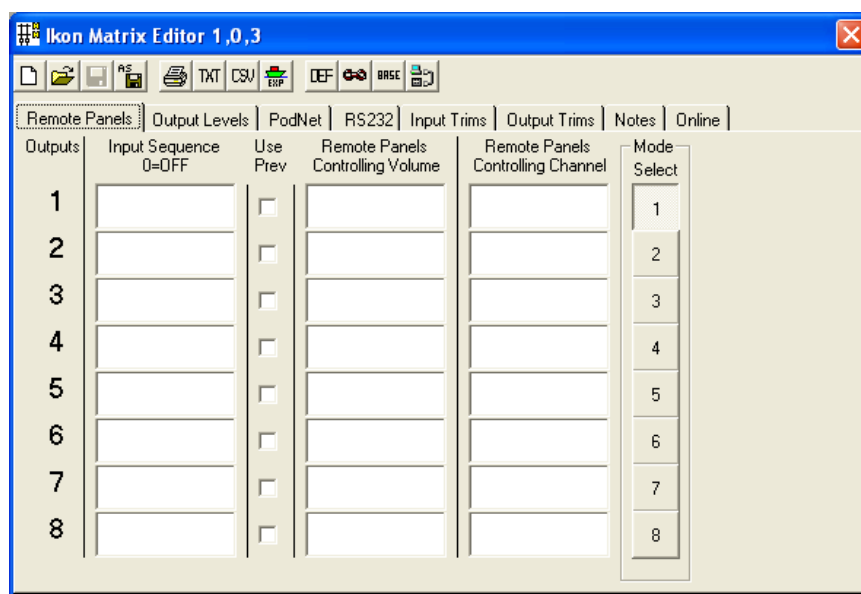 Ikon Matrix Editor 1,0,3
AS TXT CSV EXP DEF BASE
Remote Panels Output Levels PodNet RS232 Input Trims Output Trims Notes Online
Outputs Input Sequence 0=OFF Use Prev Remote Panels Controlling Volume Remote Panels Controlling Channel Mode Select
1 1
2 2
3 3
4 4
5 5
6 6
7 7
8 8